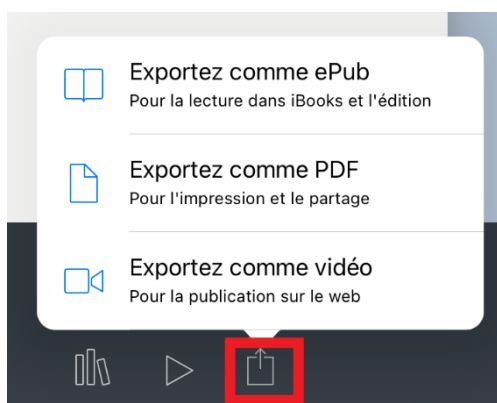 Exportez comme ePub
Pour la lecture dans iBooks et l'édition
Exportez comme PDF
Pour l'impression et le partage
Exportez comme vidéo
Pour la publication sur le web